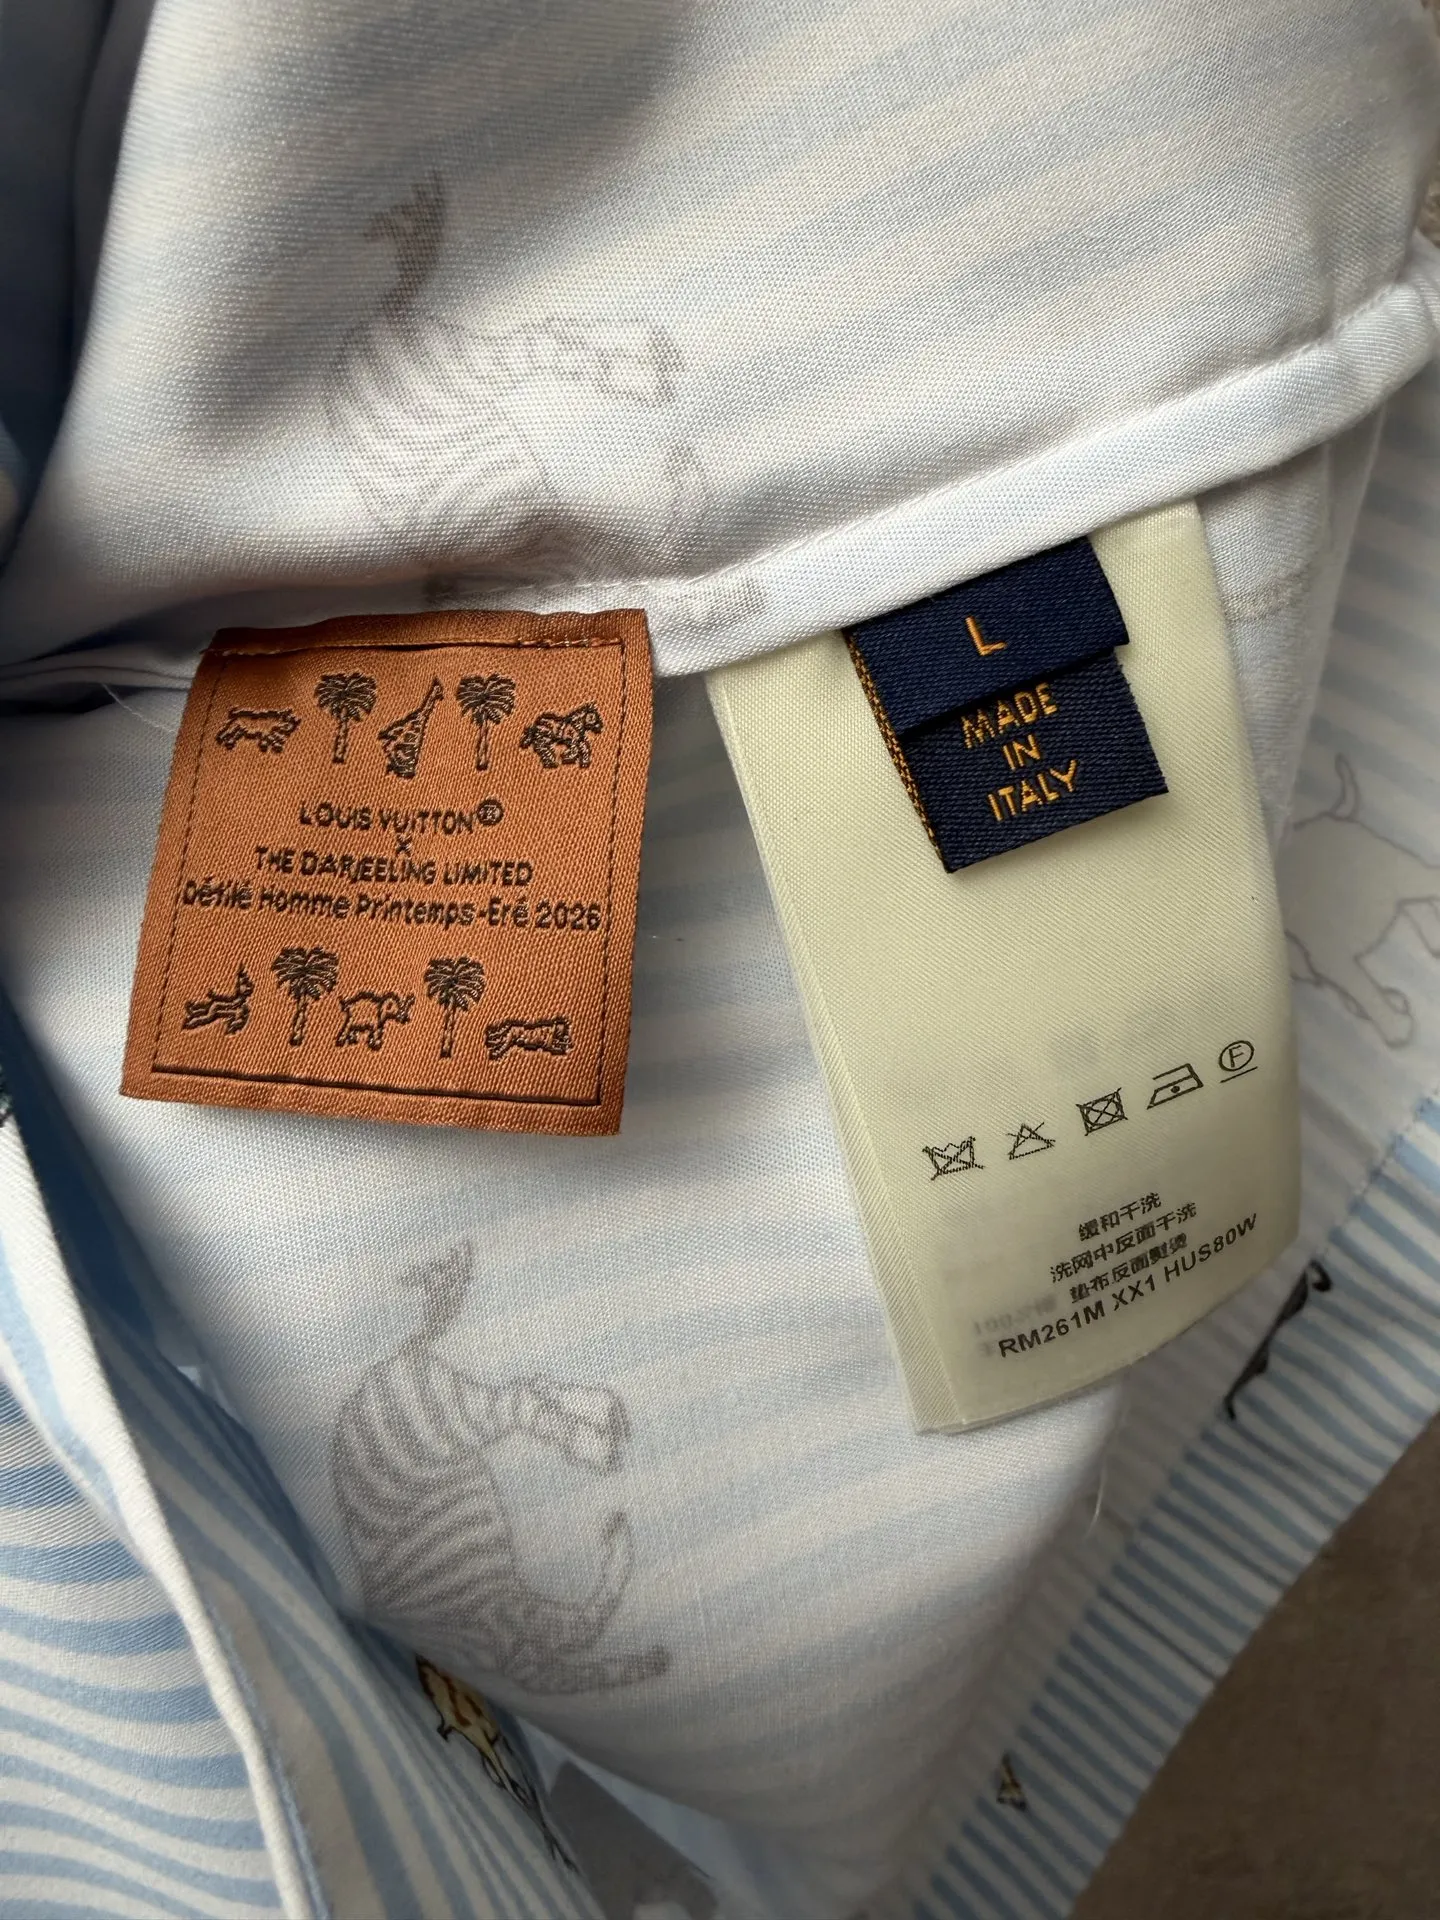 LOUIS VUITTON®
X
THE DARJEELING LIMITED
Défilé Homme Printemps-Eté 2026
L
MADE
IN
ITALY
F
缓和干洗
洗网中反面干洗
垫布反面熨烫
RM261M XX1 HUS80W